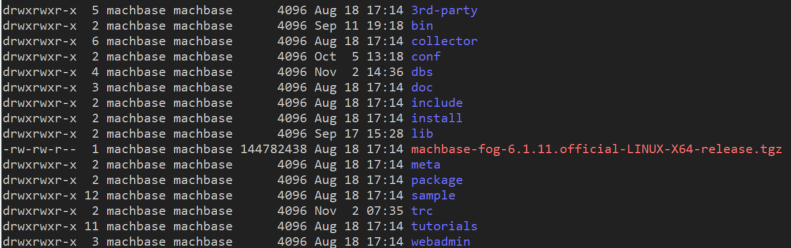 drwxrwxr-x  5 machbase machbase      4096 Aug 18 17:14 3rd-party
drwxrwxr-x  2 machbase machbase      4096 Sep 11 19:18 bin
drwxrwxr-x  6 machbase machbase      4096 Aug 18 17:14 collector
drwxrwxr-x  2 machbase machbase      4096 Oct  5 13:18 conf
drwxrwxr-x  4 machbase machbase      4096 Nov  2 14:36 dbs
drwxrwxr-x  3 machbase machbase      4096 Aug 18 17:14 doc
drwxrwxr-x  2 machbase machbase      4096 Aug 18 17:14 include
drwxrwxr-x  2 machbase machbase      4096 Aug 18 17:14 install
drwxrwxr-x  2 machbase machbase      4096 Sep 17 15:28 lib
-rw-rw-r--  1 machbase machbase 144782438 Aug 18 17:14 machbase-fog-6.1.11.official-LINUX-X64-release.tgz
drwxrwxr-x  2 machbase machbase      4096 Aug 18 17:14 meta
drwxrwxr-x  2 machbase machbase      4096 Aug 18 17:14 package
drwxrwxr-x 12 machbase machbase      4096 Aug 18 17:14 sample
drwxrwxr-x  2 machbase machbase      4096 Nov  2 07:35 trc
drwxrwxr-x 11 machbase machbase      4096 Aug 18 17:14 tutorials
drwxrwxr-x  3 machbase machbase      4096 Aug 18 17:14 webadmin